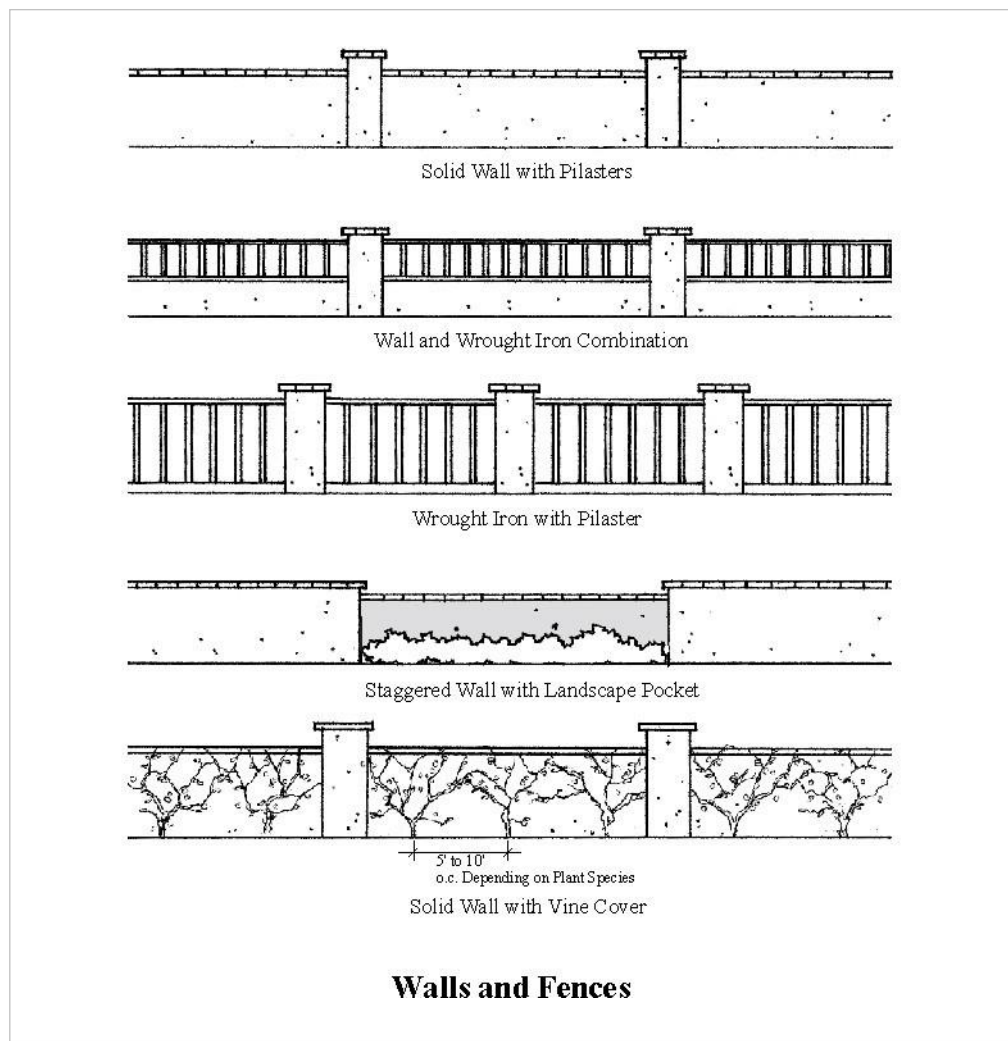 Solid Wall with Pilasters
Wall and Wrought Iron Combination
Wrought Iron with Pilaster
Staggered Wall with Landscape Pocket
5' to 10'
o.c. Depending on Plant Species
Solid Wall with Vine Cover
Walls and Fences